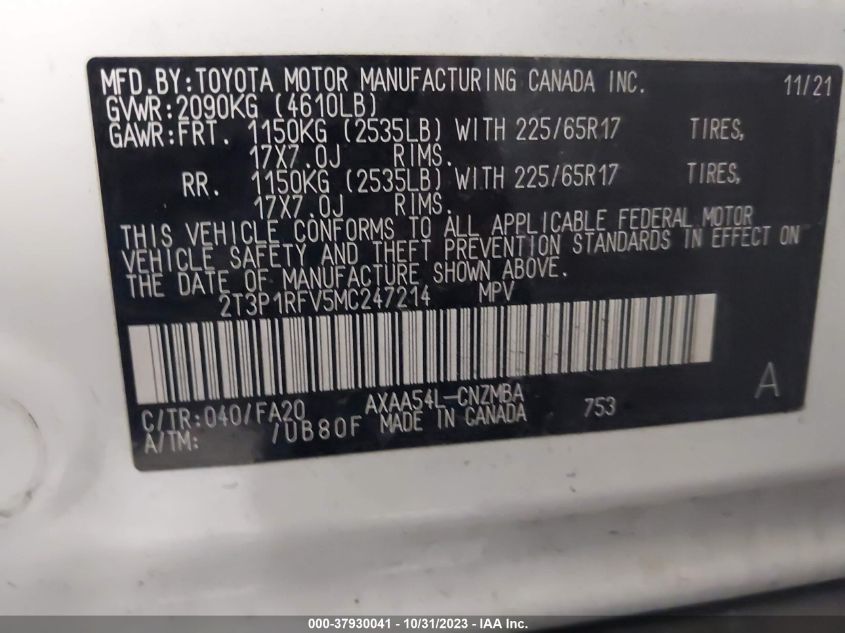 MFD.BY:TOYOTA MOTOR MANUFACTURING CANADA INC. 11/21
GVWR:2090KG (4610LB)
GAWR:FRT. 1150KG (2535LB) WITH 225/65R17 TIRES,
17X7.0J RIMS.
RR. 1150KG (2535LB) WITH 225/65R17 TIRES,
17X7.0J RIMS.
THIS VEHICLE CONFORMS TO ALL APPLICABLE FEDERAL MOTOR
VEHICLE SAFETY AND THEFT PREVENTION STANDARDS IN EFFECT ON
THE DATE OF MANUFACTURE SHOWN ABOVE.
2T3P1RFV5MC247214 MPV
C/TR:040/FA20 AXAA54L-CNZMBA 753 A
A/TM: /UB80F MADE IN CANADA
000-37930041 - 10/31/2023 - IAA Inc.